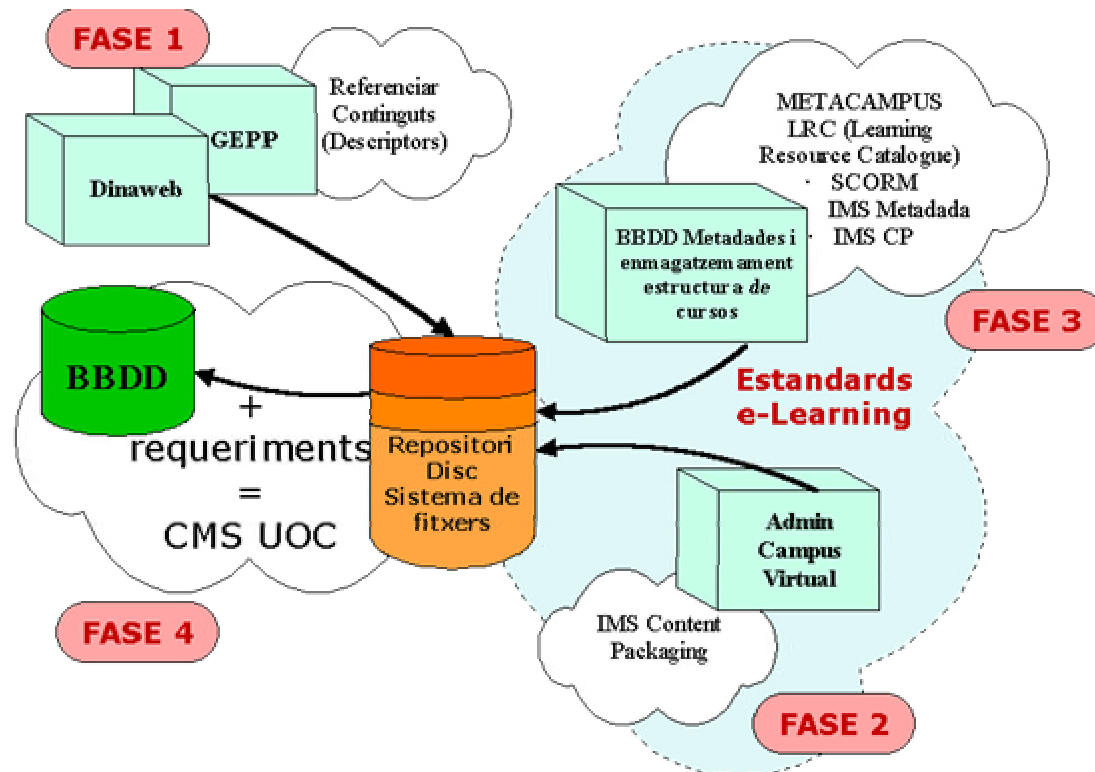 FASE 1
GEPP
Dinaweb
Referenciar
Continguts
(Descriptors)
METACAMPUS
LRC (Learning
Resource Catalogue)
· SCORM
IMS Metadada
· IMS CP
BBDD Metadades i
enmagatzemament
estructura de
cursos
FASE 3
Estandards
e-Learning
BBDD
+
requeriments
=
CMS UOC
Repositori
Disc
Sistema de
fitxers
Admin
Campus
Virtual
IMS Content
Packaging
FASE 4
FASE 2